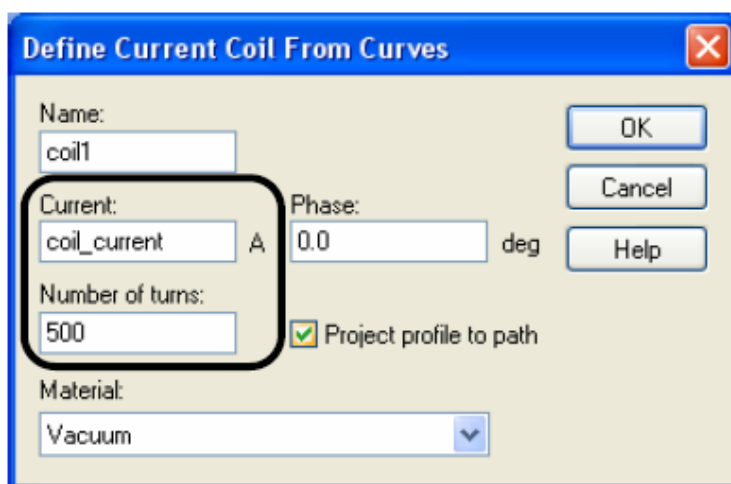 Define Current Coil From Curves
Name:
coil1
OK
Cancel
Help
Current:
coil_current A
Phase:
0.0 deg
Number of turns:
500
Project profile to path
Material:
Vacuum